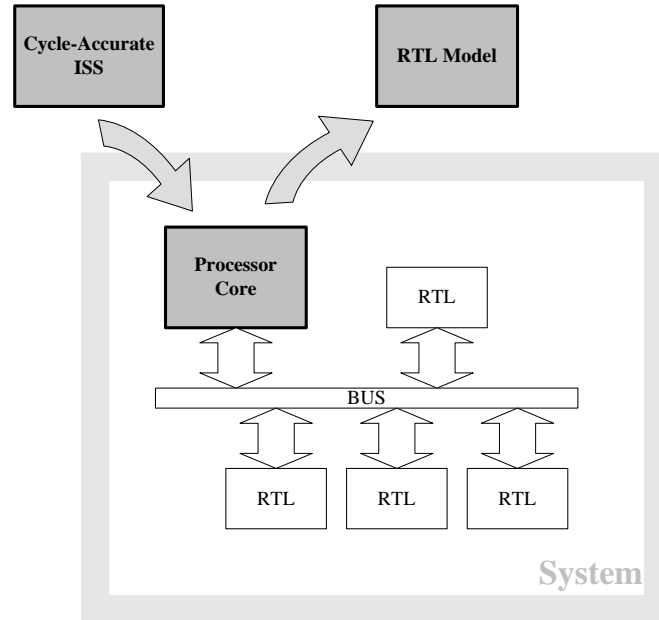 Cycle-Accurate
ISS
RTL Model
Processor
Core
RTL
BUS
RTL
RTL
RTL
System